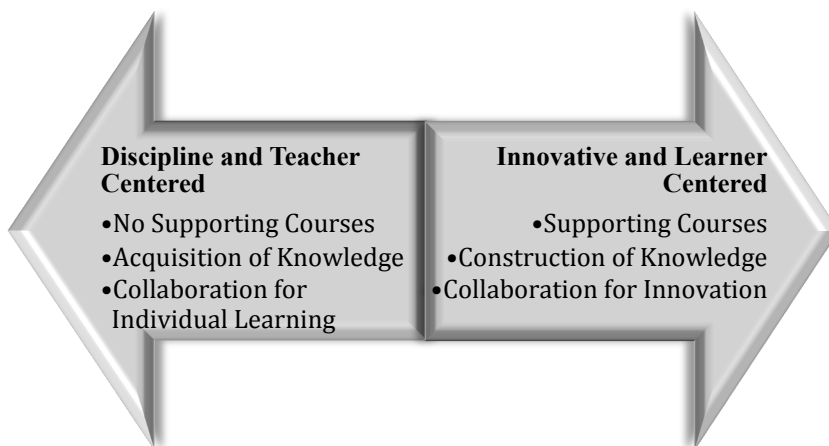 Discipline and Teacher
Centered
•No Supporting Courses
•Acquisition of Knowledge
•Collaboration for
Individual Learning
Innovative and Learner
Centered
•Supporting Courses
•Construction of Knowledge
•Collaboration for Innovation